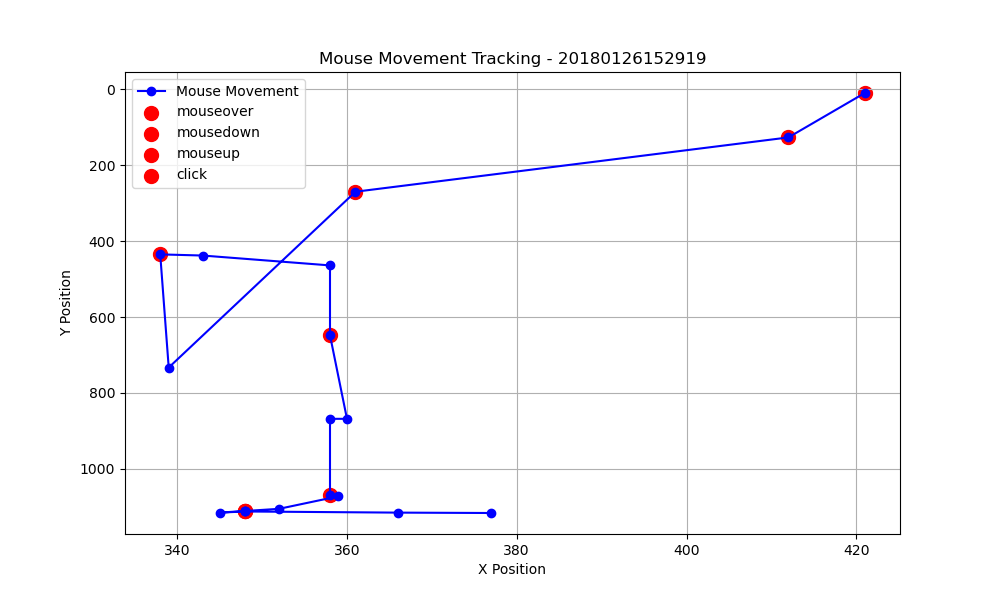 Mouse Movement Tracking - 20180126152919
Mouse Movement
mouseover
mousedown
mouseup
click
0
200
400
600
800
1000
Y Position
340
360
380
400
420
X Position